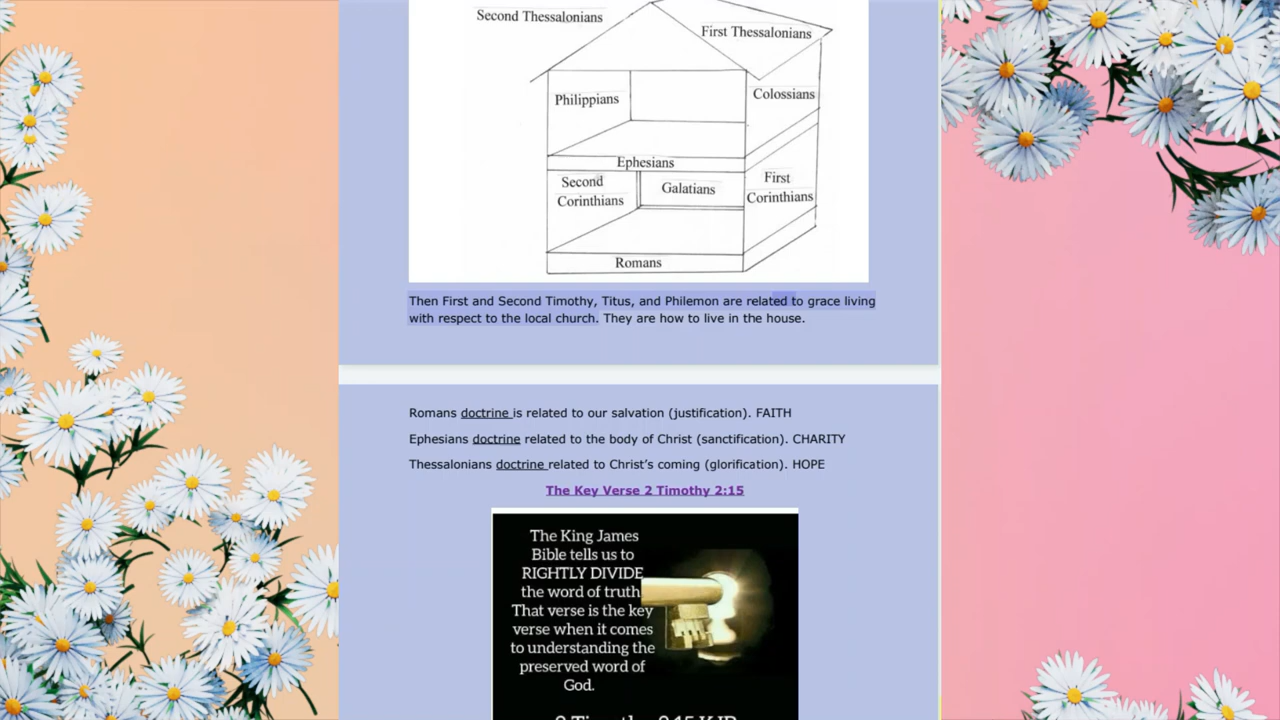 Second Thessalonians
First Thessalonians
Philippians
Colossians
Ephesians
Second
Corinthians
Galatians
First
Corinthians
Romans
Then First and Second Timothy, Titus, and Philemon are related to grace living
with respect to the local church. They are how to live in the house.
Romans doctrine is related to our salvation (justification). FAITH
Ephesians doctrine related to the body of Christ (sanctification). CHARITY
Thessalonians doctrine related to Christ’s coming (glorification). HOPE
The Key Verse 2 Timothy 2:15
The King James
Bible tells us to
RIGHTLY DIVIDE
the word of truth
That verse is the key
verse when it comes
to understanding the
preserved word of
God.
2 Timothy 2:15 KJB